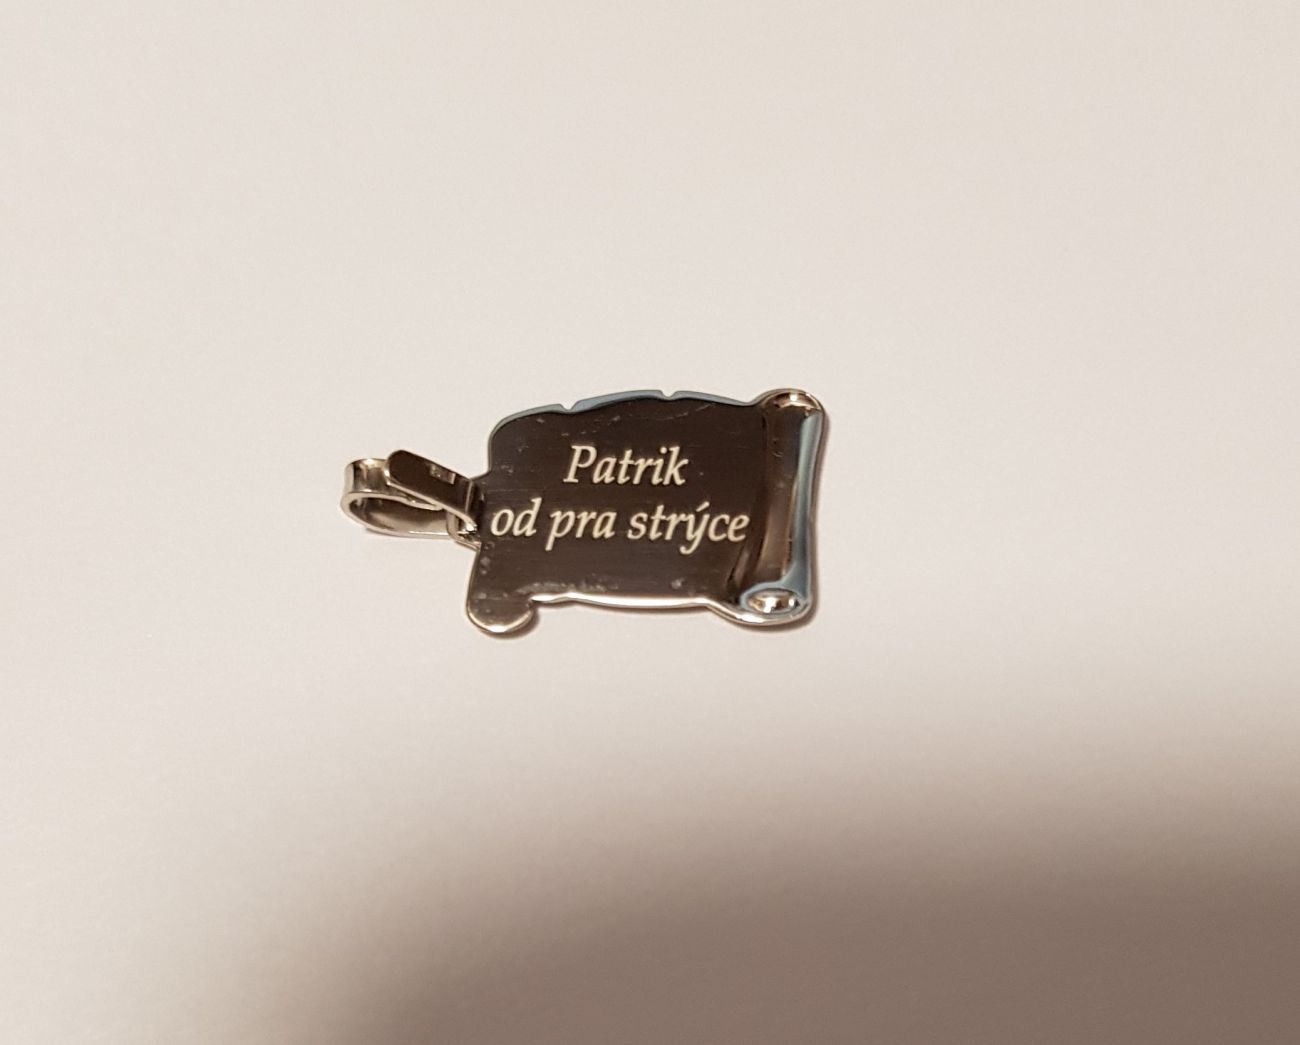 Patrik
od pra strýce